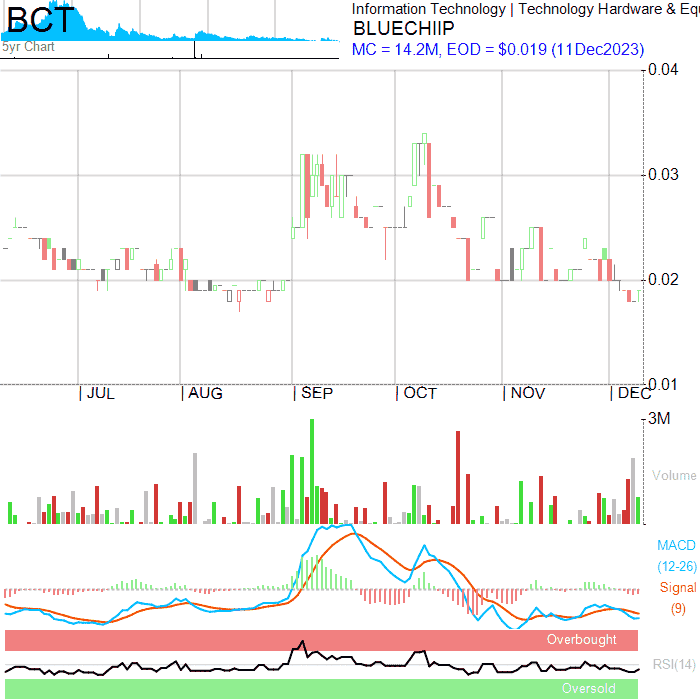 BCT
5yr Chart
Information Technology | Technology Hardware & Equ
BLUECHIIP
MC = 14.2M, EOD = $0.019 (11Dec2023)
0.04
0.03
0.02
0.01
JUL AUG SEP OCT NOV DEC
3M
Volume
MACD
(12-26)
Signal
(9)
Overbought
RSI(14)
Oversold